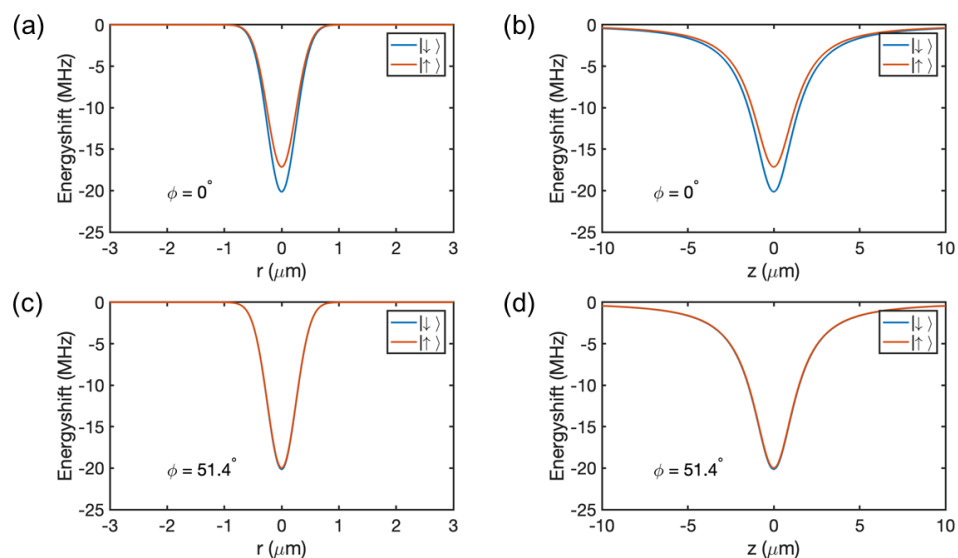 (a)
0
-5
-10
-15
-20
-25
Energyshift (MHz)
|↓⟩
|↑⟩
ϕ = 0°
-3 -2 -1 0 1 2 3
r (μm)
(b)
0
-5
-10
-15
-20
-25
Energyshift (MHz)
|↓⟩
|↑⟩
ϕ = 0°
-10 -5 0 5 10
z (μm)
(c)
0
-5
-10
-15
-20
-25
Energyshift (MHz)
|↓⟩
|↑⟩
ϕ = 51.4°
-3 -2 -1 0 1 2 3
r (μm)
(d)
0
-5
-10
-15
-20
-25
Energyshift (MHz)
|↓⟩
|↑⟩
ϕ = 51.4°
-10 -5 0 5 10
z (μm)